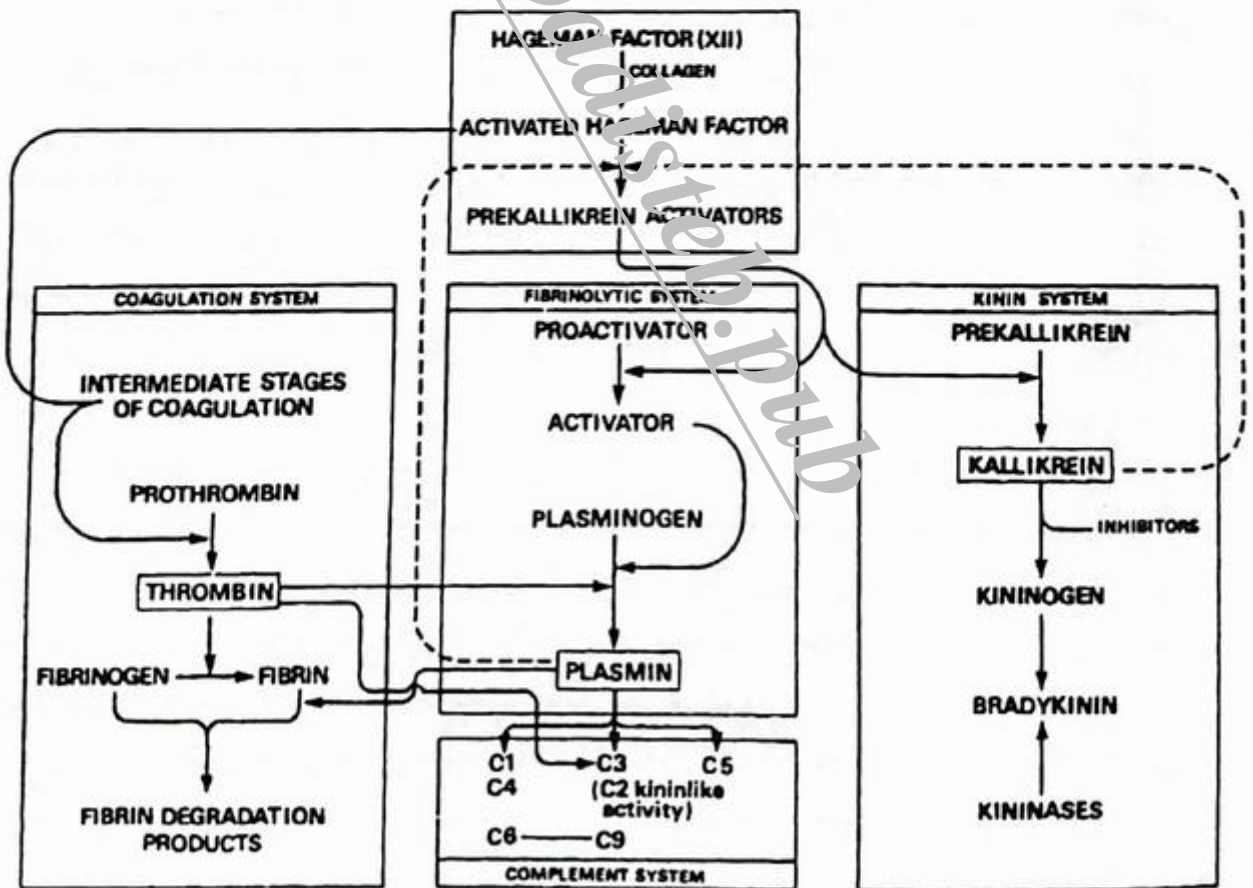 HAGEMAN FACTOR (XII)
COLLAGEN
ACTIVATED HAGEMAN FACTOR
PREKALLIKREIN ACTIVATORS
COAGULATION SYSTEM
INTERMEDIATE STAGES
OF COAGULATION
PROTHROMBIN
THROMBIN
FIBRINOGEN
FIBRIN
FIBRIN DEGRADATION
PRODUCTS
FIBRINOLYTIC SYSTEM
PROACTIVATOR
ACTIVATOR
PLASMINOGEN
PLASMIN
C1 C3 C5
C4 (C2 kininlike
activity)
C6 C9
COMPLEMENT SYSTEM
KININ SYSTEM
PREKALLIKREIN
KALLIKREIN
INHIBITORS
KININOGEN
BRADYKININ
KININASES
adisteb.pub